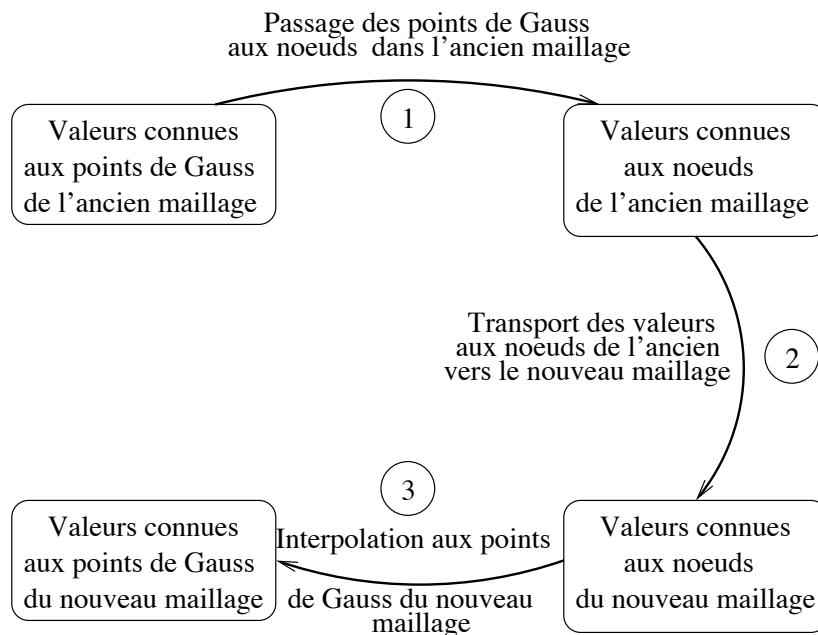 Passage des points de Gauss
aux noeuds dans l'ancien maillage
1
Valeurs connues
aux points de Gauss
de l'ancien maillage
Valeurs connues
aux noeuds
de l'ancien maillage
Transport des valeurs
aux noeuds de l'ancien
vers le nouveau maillage
2
3
Valeurs connues
aux points de Gauss
du nouveau maillage
Interpolation aux points
de Gauss du nouveau
maillage
Valeurs connues
aux noeuds
du nouveau maillage